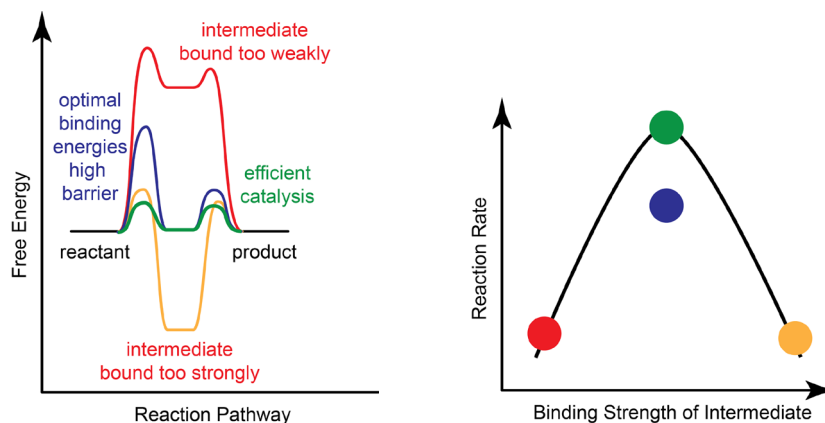 intermediate
bound too weakly
optimal
binding
energies
high
barrier
efficient
catalysis
reactant
product
intermediate
bound too strongly
Free Energy
Reaction Pathway
Reaction Rate
Binding Strength of Intermediate